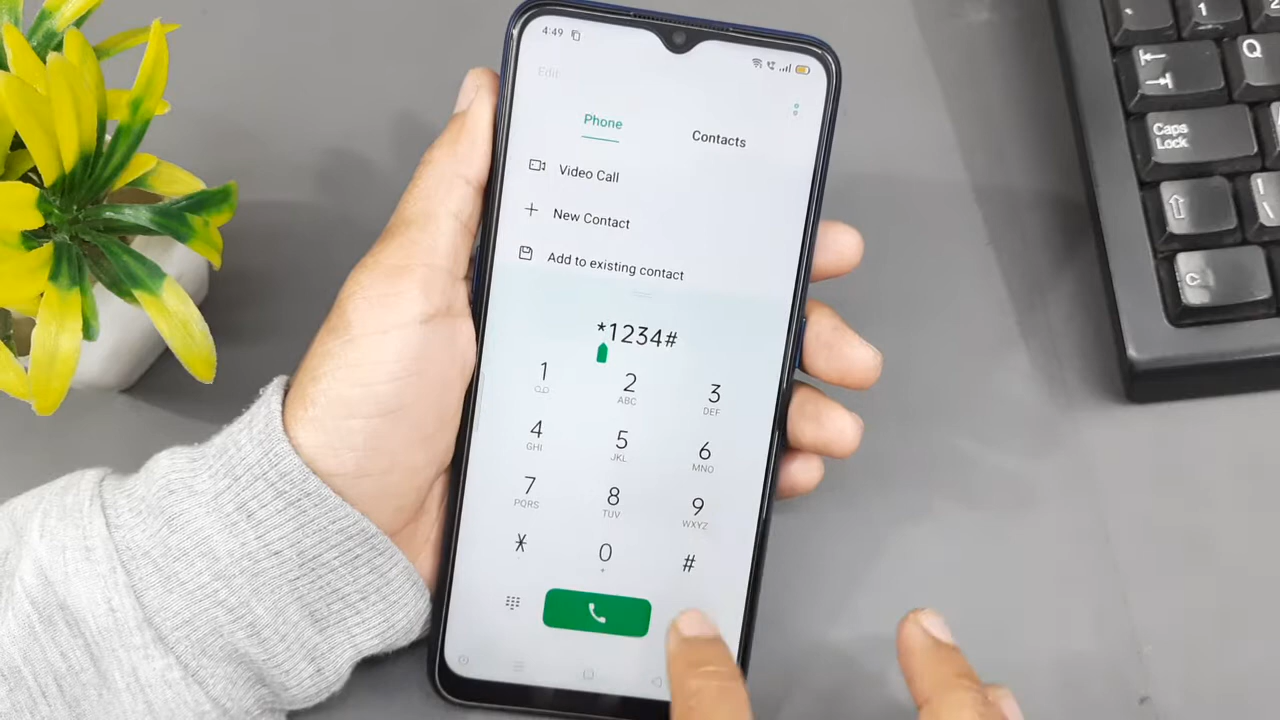 4:49
Edit
Phone Contacts
Video Call
New Contact
Add to existing contact
*1234#
1 2 ABC 3 DEF
4 GHI 5 JKL 6 MNO
7 PQRS 8 TUV 9 WXYZ
* 0 + #
1
Q
Caps Lock